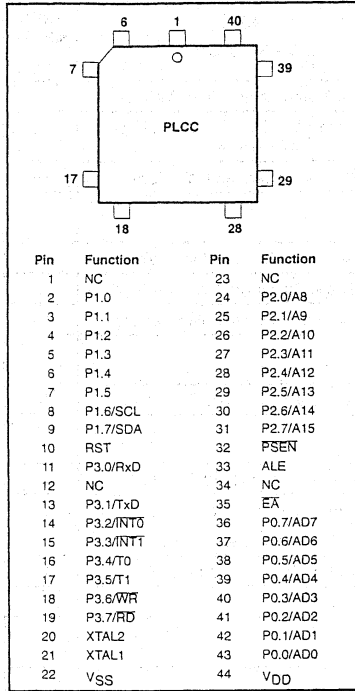 6 1 40
7 39
PLCC
17 29
18 28
Pin Function Pin Function
1 NC 23 NC
2 P1.0 24 P2.0/A8
3 P1.1 25 P2.1/A9
4 P1.2 26 P2.2/A10
5 P1.3 27 P2.3/A11
6 P1.4 28 P2.4/A12
7 P1.5 29 P2.5/A13
8 P1.6/SCL 30 P2.6/A14
9 P1.7/SDA 31 P2.7/A15
10 RST 32 P̅S̅E̅N̅
11 P3.0/RxD 33 ALE
12 NC 34 NC
13 P3.1/TxD 35 E̅A̅
14 P3.2/I̅N̅T̅0̅ 36 P0.7/AD7
15 P3.3/I̅N̅T̅1̅ 37 P0.6/AD6
16 P3.4/T0 38 P0.5/AD5
17 P3.5/T1 39 P0.4/AD4
18 P3.6/W̅R̅ 40 P0.3/AD3
19 P3.7/R̅D̅ 41 P0.2/AD2
20 XTAL2 42 P0.1/AD1
21 XTAL1 43 P0.0/AD0
22 VSS 44 VDD